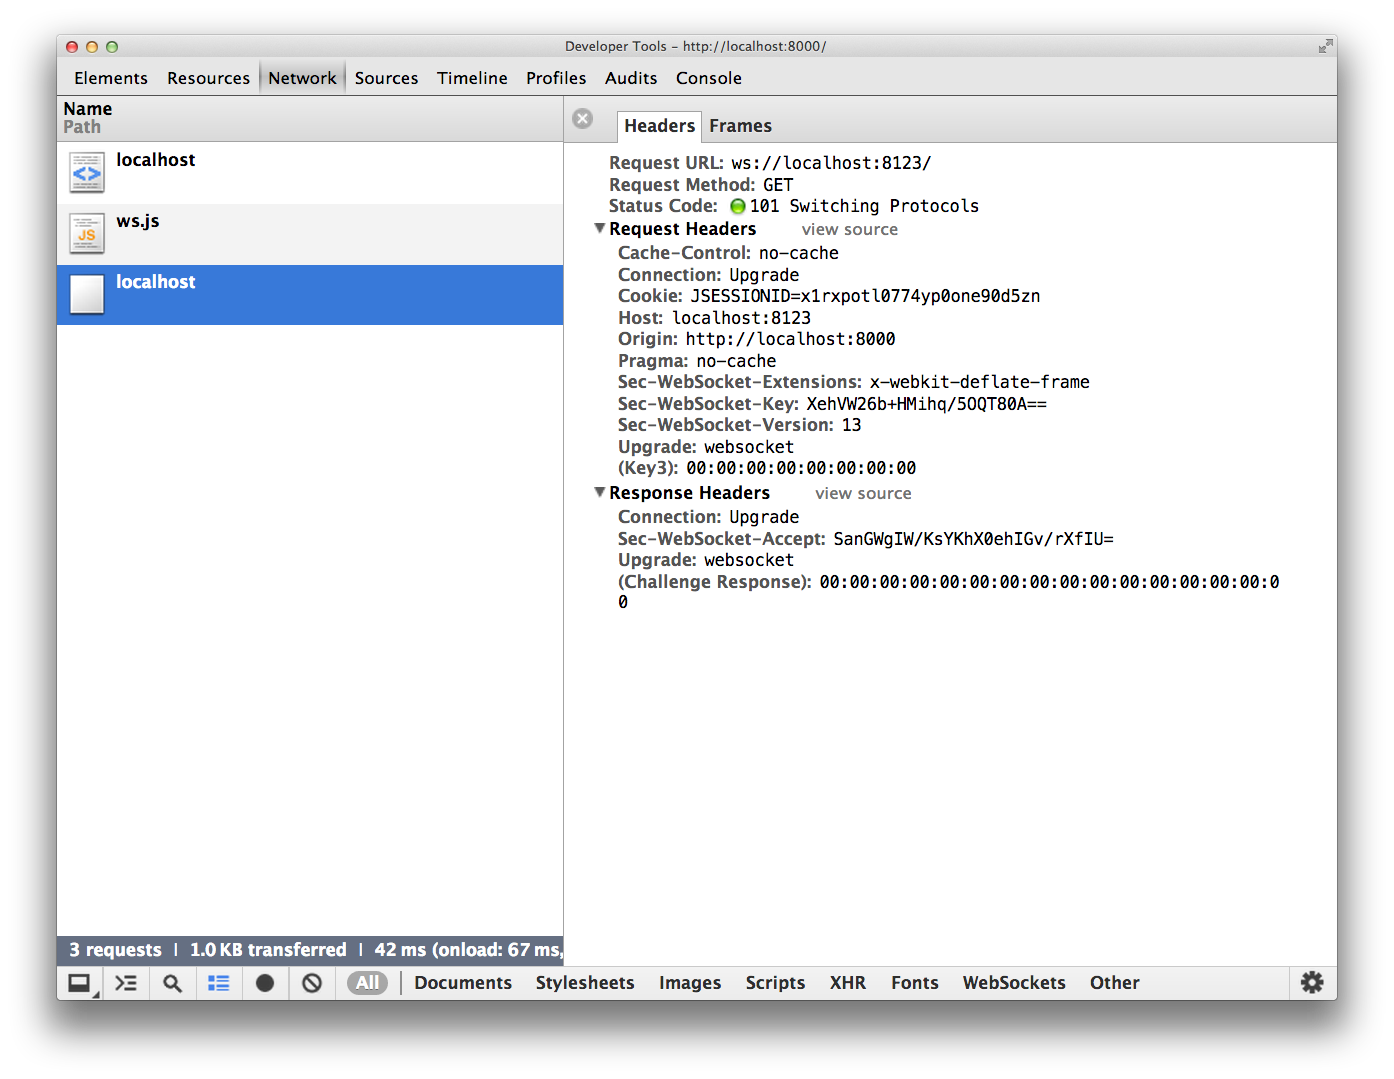 Developer Tools – http://localhost:8000/
Elements Resources Network Sources Timeline Profiles Audits Console
Name
Path
localhost
<>
ws.js
JS
localhost
3 requests | 1.0 KB transferred | 42 ms (onload: 67 ms,
Headers Frames
Request URL: ws://localhost:8123/
Request Method: GET
Status Code: 101 Switching Protocols
Request Headers view source
Cache-Control: no-cache
Connection: Upgrade
Cookie: JSESSIONID=x1rxpotl0774yp0one90d5zn
Host: localhost:8123
Origin: http://localhost:8000
Pragma: no-cache
Sec-WebSocket-Extensions: x-webkit-deflate-frame
Sec-WebSocket-Key: XehVW26b+HMihq/5OQT80A==
Sec-WebSocket-Version: 13
Upgrade: websocket
(Key3): 00:00:00:00:00:00:00:00
Response Headers view source
Connection: Upgrade
Sec-WebSocket-Accept: SanGWgIW/KsYKhX0ehIGv/rXfIU=
Upgrade: websocket
(Challenge Response): 00:00:00:00:00:00:00:00:00:00:00:00:00:00:00:0
0
All | Documents Stylesheets Images Scripts XHR Fonts WebSockets Other